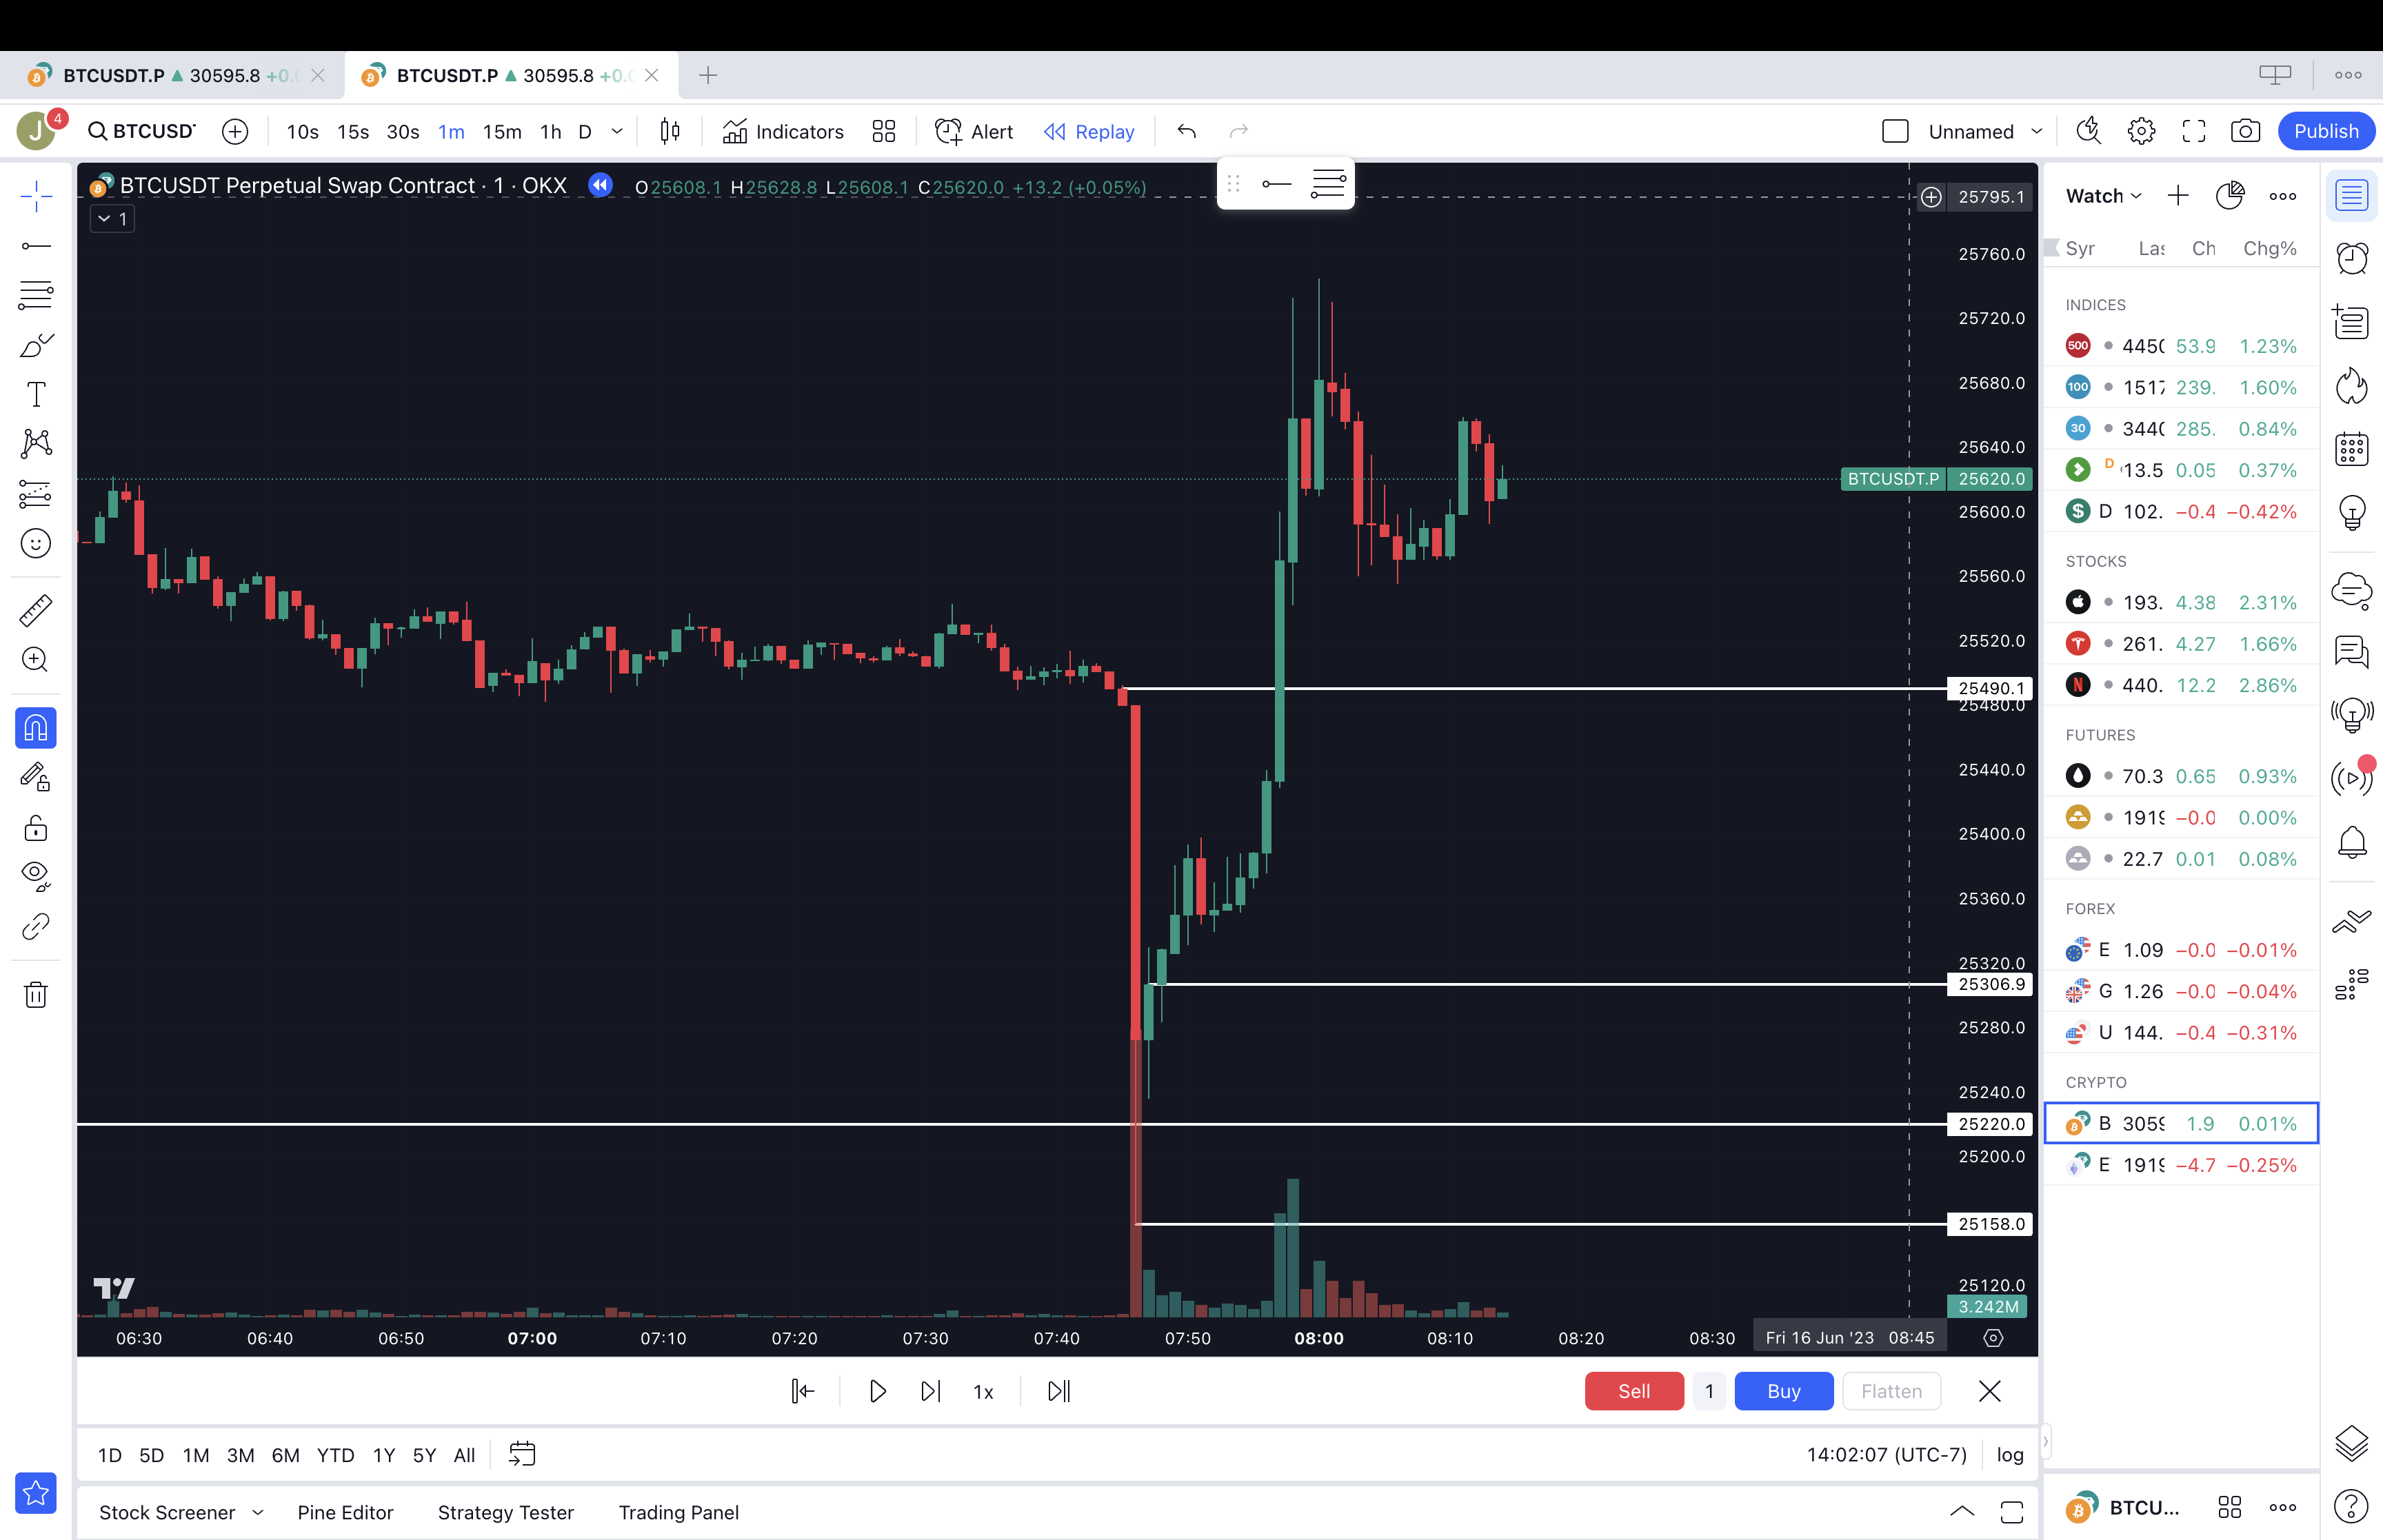 BTCUSDT.P 30595.8 BTCUSDT.P 30595.8
J 4 BTCUSD 10s 15s 30s 1m 15m 1h D Indicators Alert Replay Unnamed Publish
BTCUSDT Perpetual Swap Contract · 1 · OKX O25608.1 H25628.8 L25608.1 C25620.0 +13.2 (+0.05%)
1
25795.1
25760.0
25720.0
25680.0
25640.0
BTCUSDT.P 25620.0
25600.0
25560.0
25520.0
25490.1
25480.0
25440.0
25400.0
25360.0
25320.0
25306.9
25280.0
25240.0
25220.0
25200.0
25158.0
25120.0
3.242M
06:30 06:40 06:50 07:00 07:10 07:20 07:30 07:40 07:50 08:00 08:10 08:20 08:30 Fri 16 Jun '23 08:45
1x Sell 1 Buy Flatten
1D 5D 1M 3M 6M YTD 1Y 5Y All 14:02:07 (UTC-7) log
Stock Screener Pine Editor Strategy Tester Trading Panel
Watch
Chg%
INDICES
500 53.9 1.23%
100 239. 1.60%
30 285. 0.84%
D 13.5 0.05 0.37%
$ D 102. −0.4 −0.42%
STOCKS
193. 4.38 2.31%
261. 4.27 1.66%
N 440. 12.2 2.86%
FUTURES
70.3 0.65 0.93%
1919 −0.0 0.00%
22.7 0.01 0.08%
FOREX
E 1.09 −0.0 −0.01%
G 1.26 −0.0 −0.04%
U 144. −0.4 −0.31%
CRYPTO
B 3059 1.9 0.01%
E 1919 −4.7 −0.25%
BTCU...